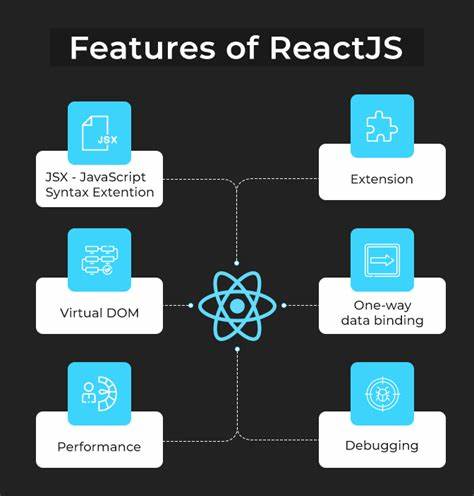 Features of ReactJS
JSX
JSX - JavaScript
Syntax Extention
Extension
Virtual DOM
One-way
data binding
Performance
Debugging